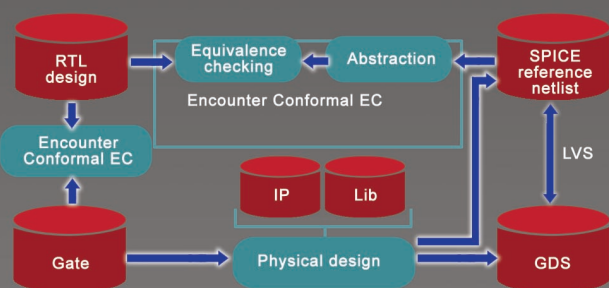 RTL
design
Equivalence
checking
Abstraction
SPICE
reference
netlist
Encounter Conformal EC
Encounter
Conformal EC
LVS
IP
Lib
Gate
Physical design
GDS